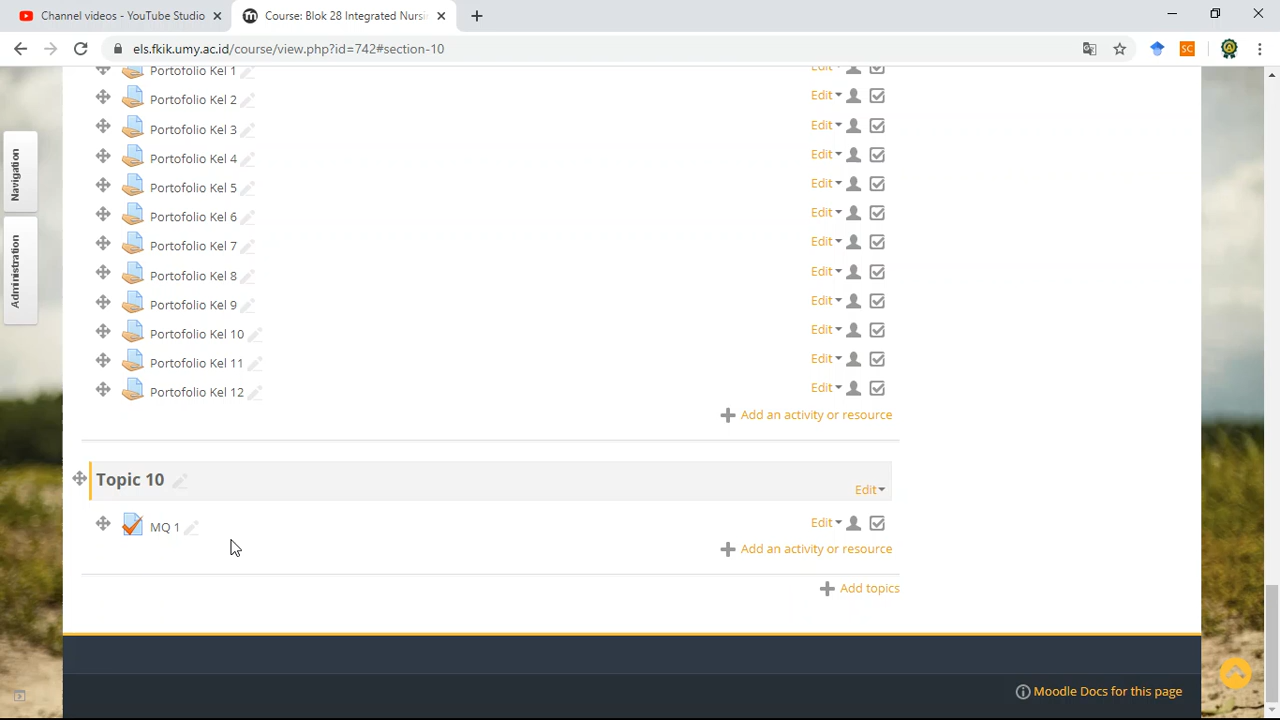 Channel videos - YouTube Studio
Course: Blok 28 Integrated Nursi
els.fkik.umy.ac.id/course/view.php?id=742#section-10
SC
Navigation
Administration
Portofolio Kel 1 Edit
Portofolio Kel 2 Edit
Portofolio Kel 3 Edit
Portofolio Kel 4 Edit
Portofolio Kel 5 Edit
Portofolio Kel 6 Edit
Portofolio Kel 7 Edit
Portofolio Kel 8 Edit
Portofolio Kel 9 Edit
Portofolio Kel 10 Edit
Portofolio Kel 11 Edit
Portofolio Kel 12 Edit
Add an activity or resource
Topic 10
Edit
MQ 1 Edit
Add an activity or resource
Add topics
Moodle Docs for this page